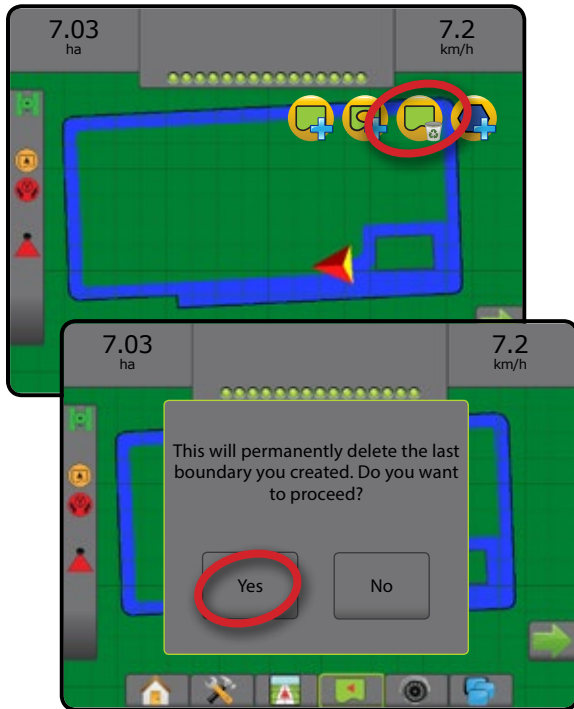 7.03
ha
7.2
km/h
7.03
ha
7.2
km/h
This will permanently delete the last
boundary you created. Do you want
to proceed?
Yes
No